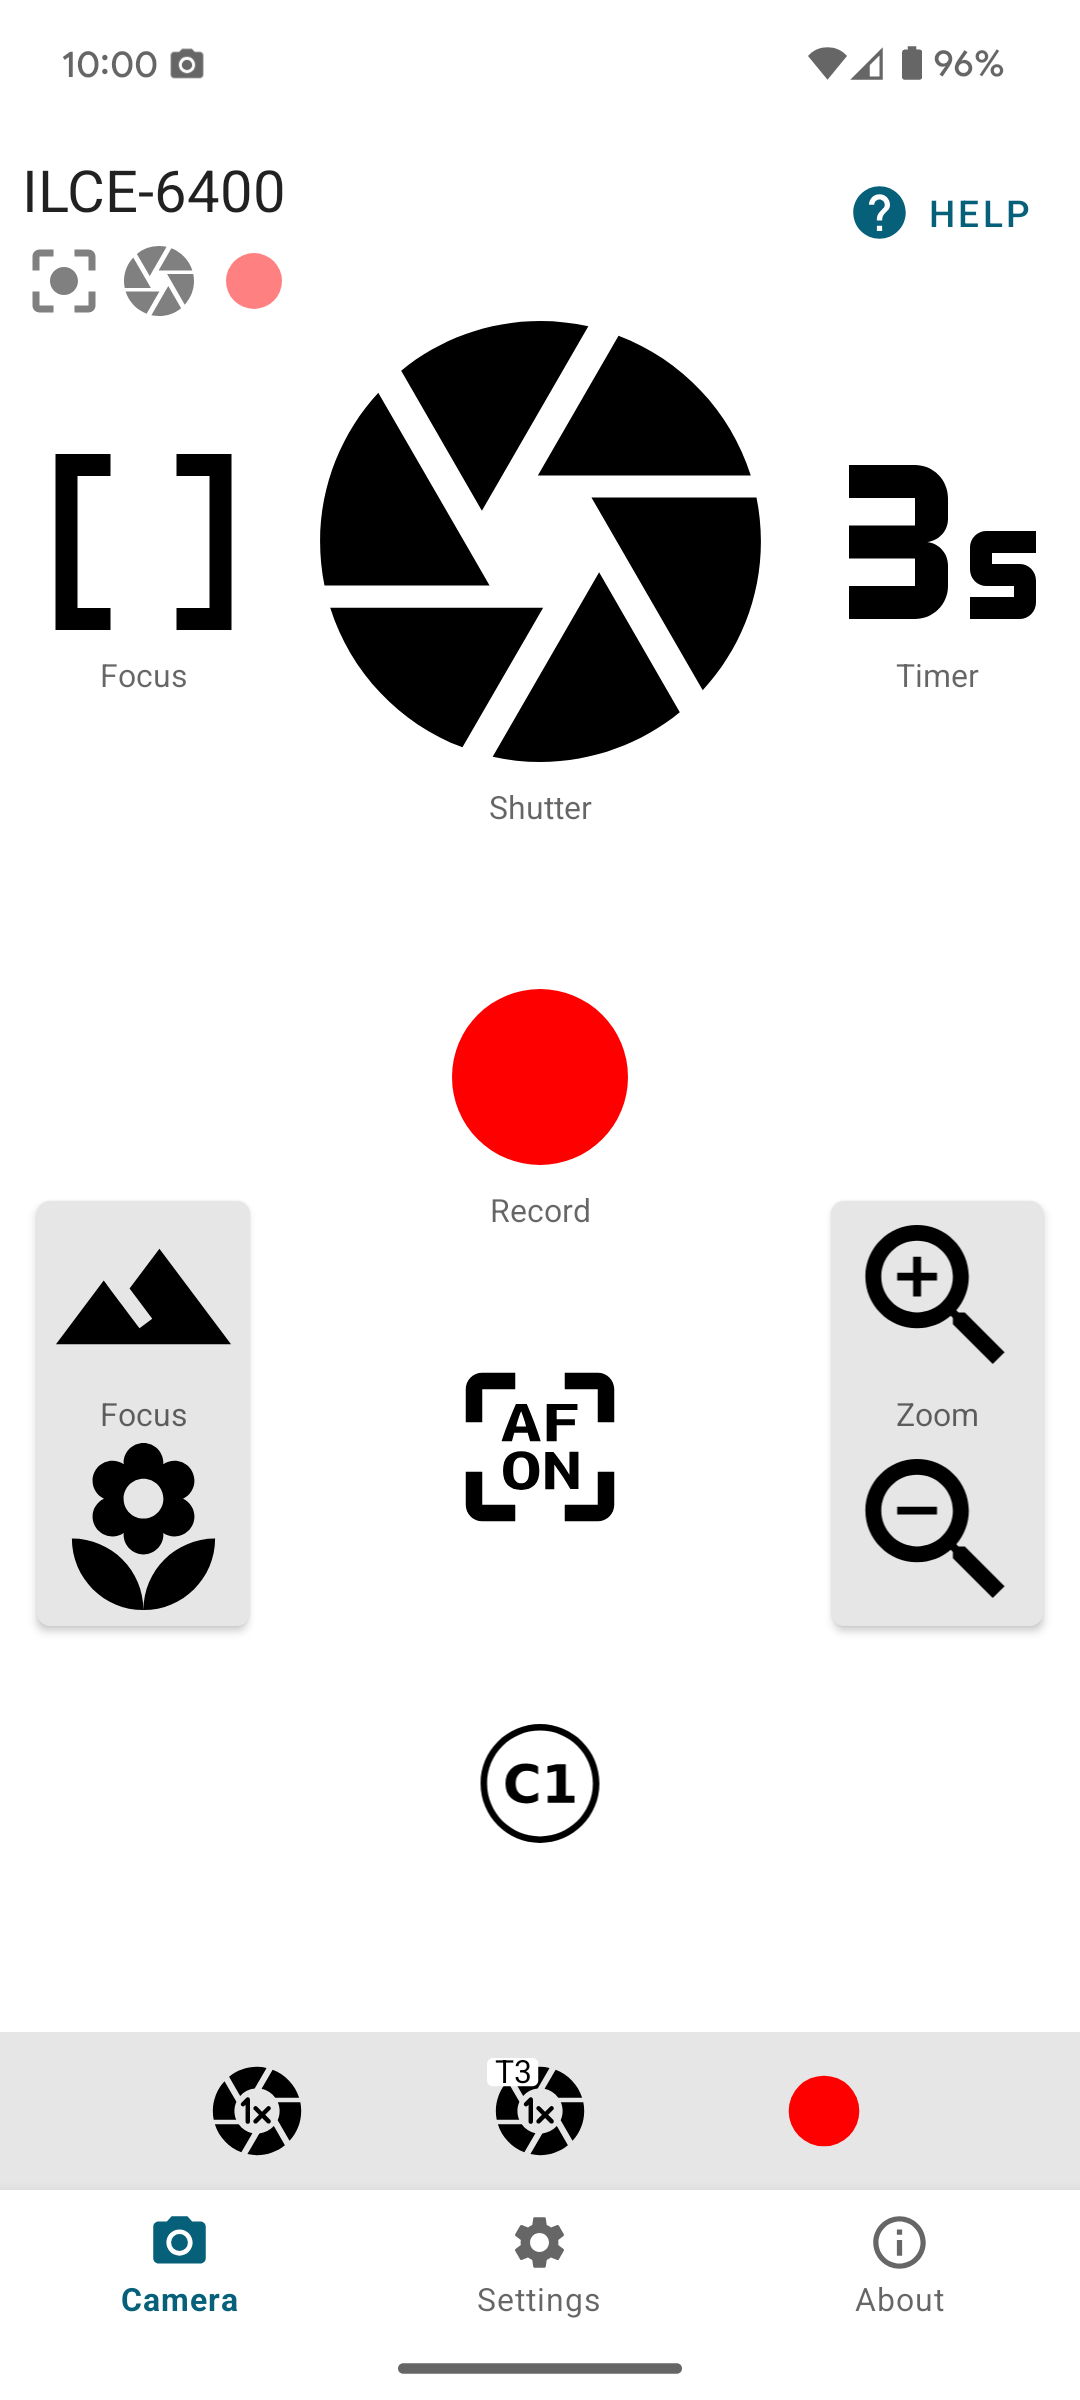 10:00
96%
ILCE-6400
HELP
3s
Focus
Timer
Shutter
Record
Focus
Zoom
AF
ON
C1
T3
1x
1x
Camera
Settings
About